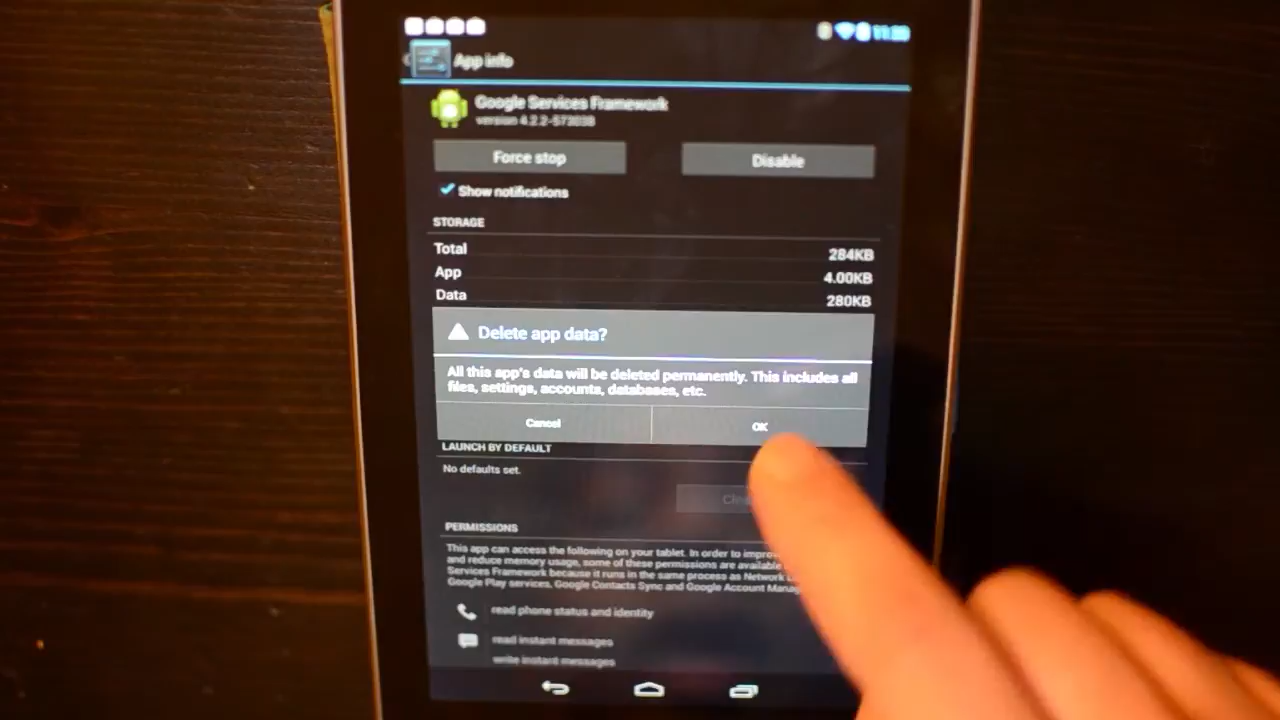 11:39
App info
Google Services Framework
version 4.2.2-573038
Force stop
Disable
Show notifications
STORAGE
Total
284KB
App
4.00KB
Data
280KB
Delete app data?
All this app's data will be deleted permanently. This includes all
files, settings, accounts, databases, etc.
Cancel
OK
LAUNCH BY DEFAULT
No defaults set.
PERMISSIONS
This app can access the following on your tablet. In order to improv
and reduce memory usage, some of these permissions are available
Services Framework because it runs in the same process as Network L
Google Play services, Google Contacts Sync and Google Account Manag
read phone status and identity
read instant messages
write instant messages